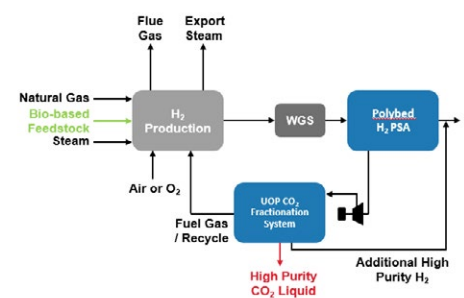 Flue
Gas
Export
Steam
Natural Gas
Bio-based
Feedstock
Steam
H₂
Production
WGS
Polybed
H₂ PSA
Air or O₂
Fuel Gas
/ Recycle
UOP CO₂
Fractionation
System
High Purity
CO₂ Liquid
Additional High
Purity H₂